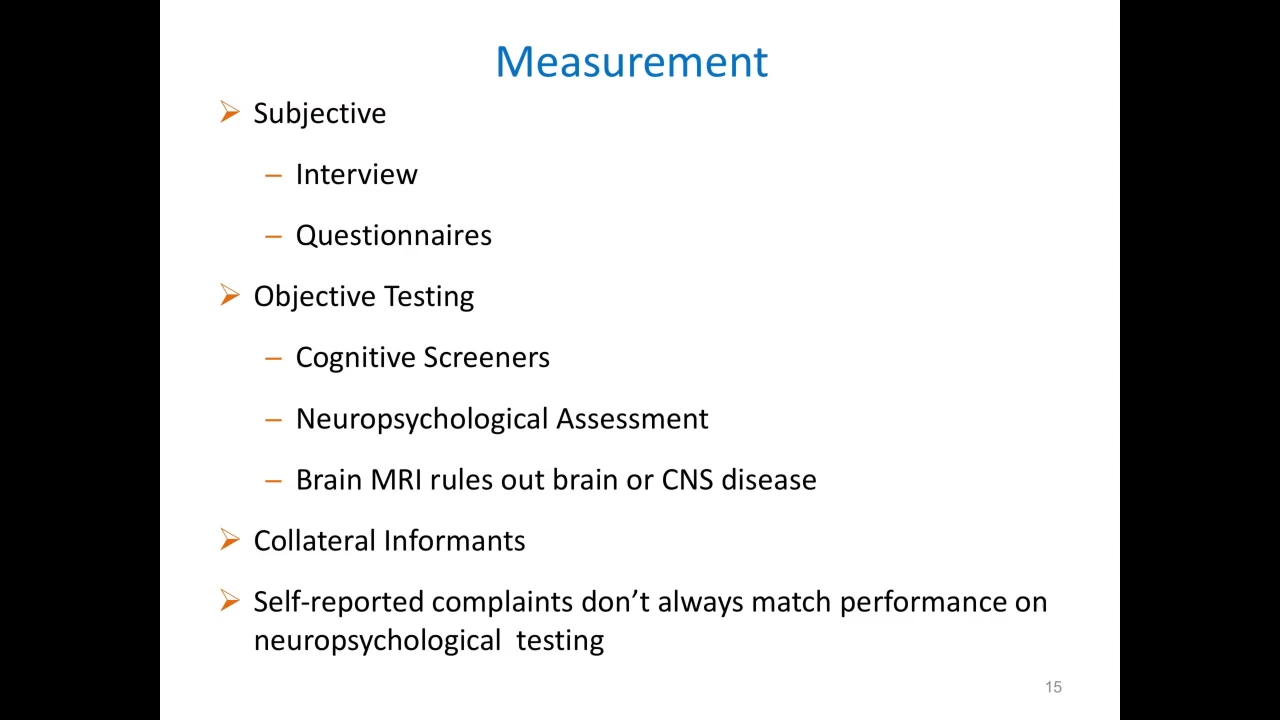 Measurement
Subjective
– Interview
– Questionnaires
Objective Testing
– Cognitive Screeners
– Neuropsychological Assessment
– Brain MRI rules out brain or CNS disease
Collateral Informants
Self-reported complaints don’t always match performance on
neuropsychological  testing
15